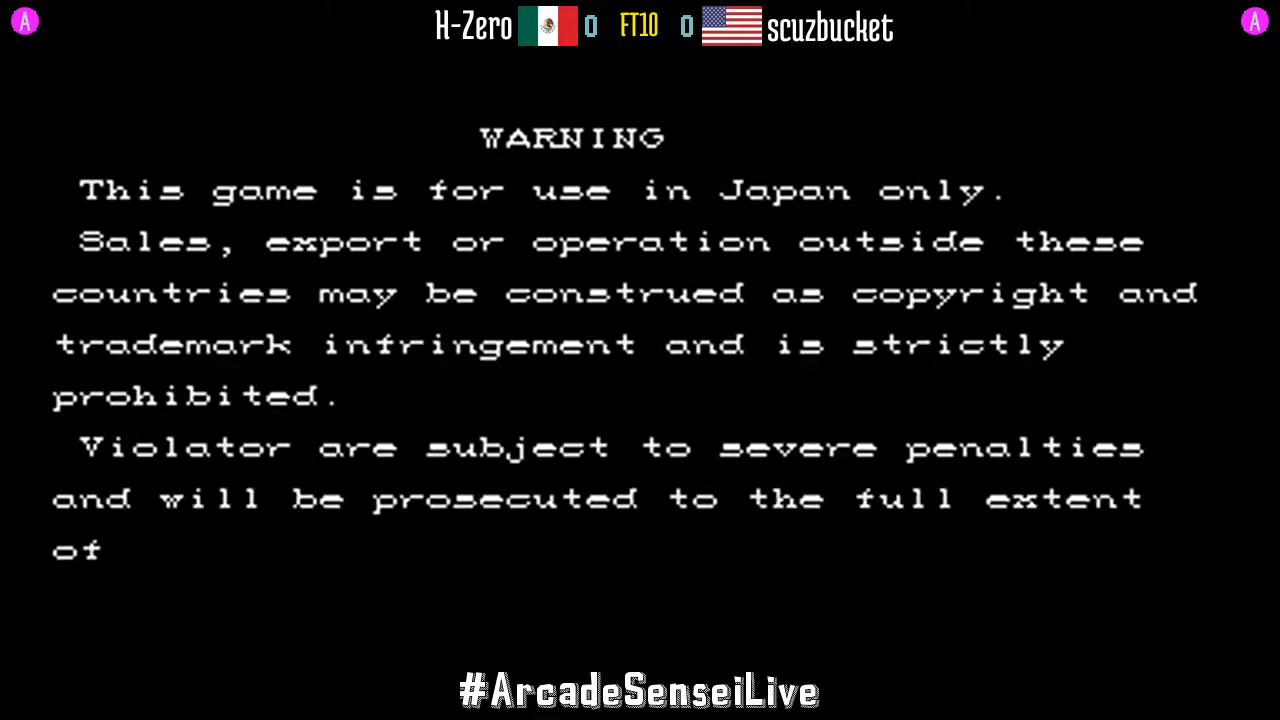 A K-Zero 0 FT10 0 scuzbucket A
WARNING
This game is for use in Japan only.
Sales, export or operation outside these
countries may be construed as copyright and
trademark infringement and is strictly
prohibited.
Violator are subject to severe penalties
and will be prosecuted to the full extent
of
#ArcadeSenseiLive